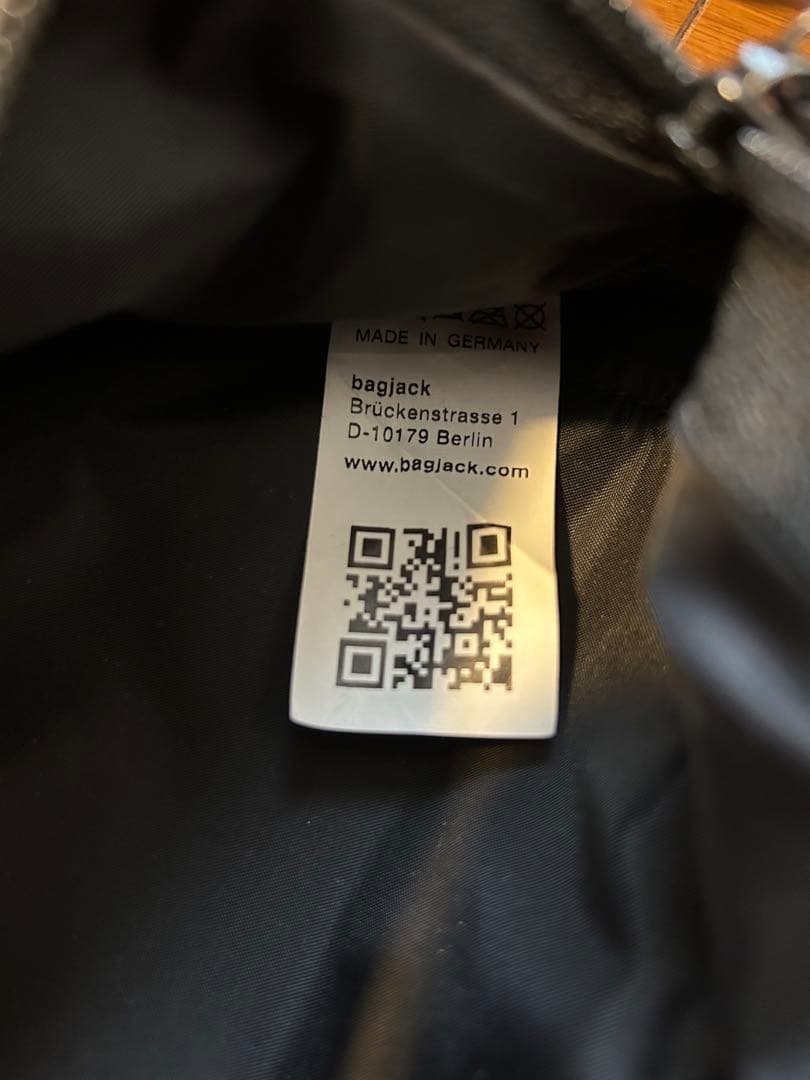 MADE IN GERMANY
bagjack
Brückenstrasse 1
D-10179 Berlin
www.bagjack.com